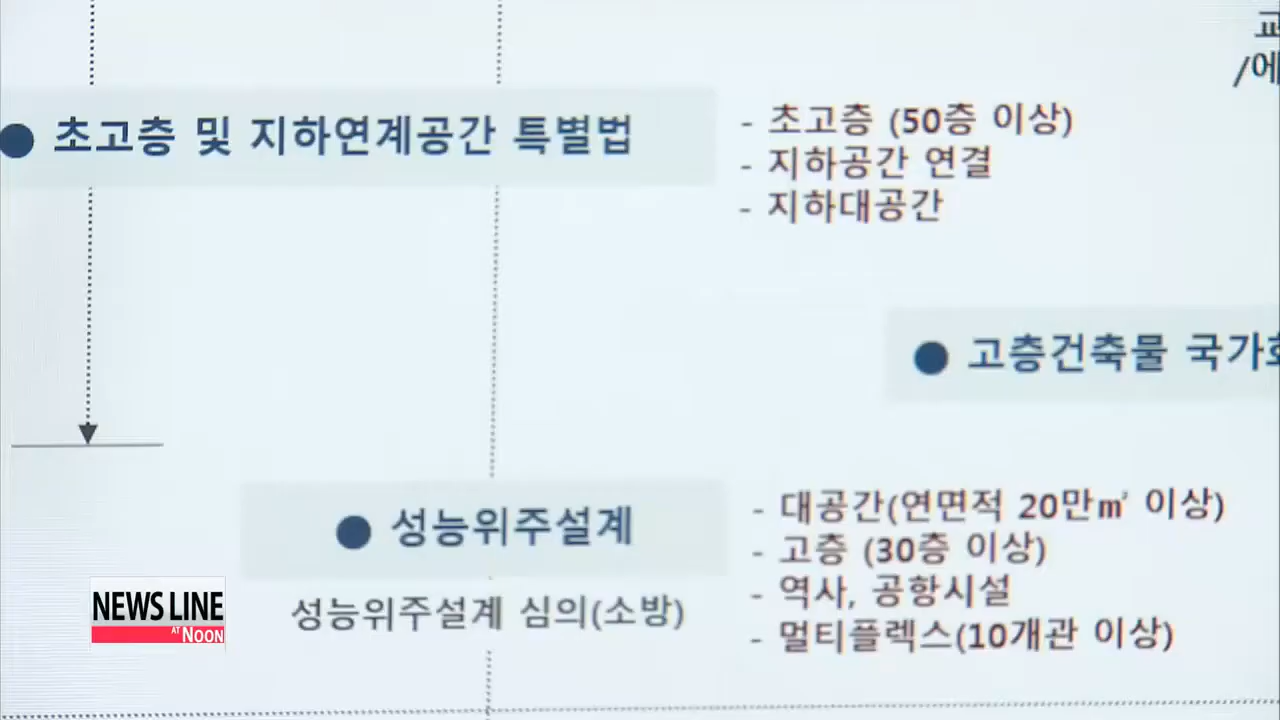 초고층 및 지하연계공간 특별법
- 초고층 (50층 이상)
- 지하공간 연결
- 지하대공간
고층건축물
성능위주설계
성능위주설계 심의(소방)
- 대공간(연면적 20만㎡ 이상)
- 고층 (30층 이상)
- 역사, 공항시설
- 멀티플렉스(10개관 이상)
NEWS LINE
AT NOON